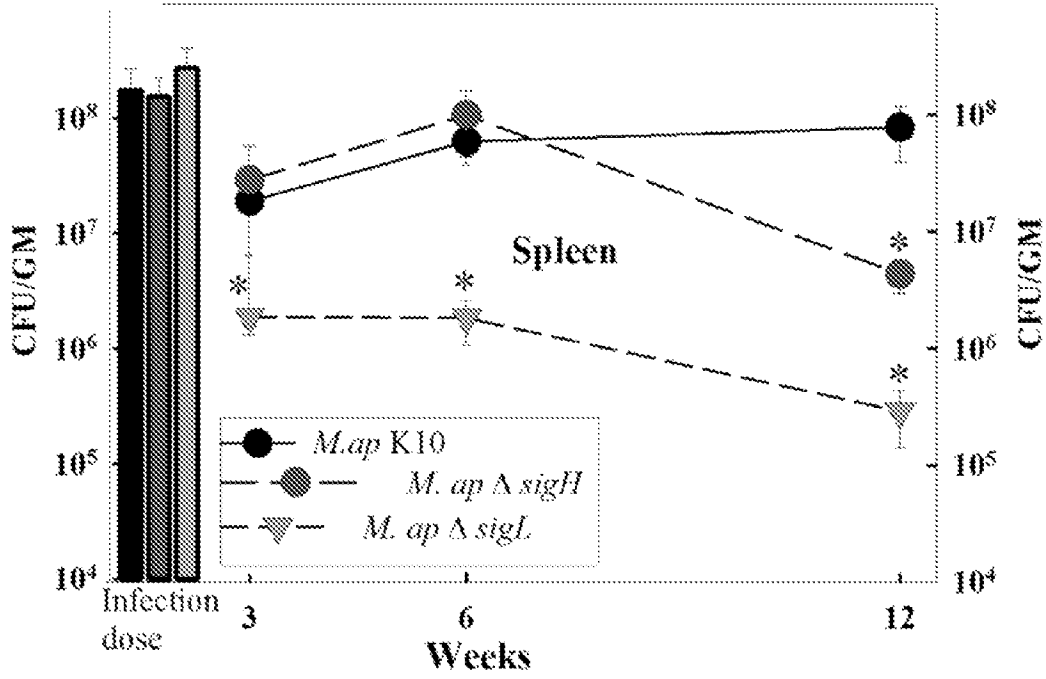 CFU/GM
10⁸
10⁷
10⁶
10⁵
10⁴
Infection
dose
3
6
12
Weeks
Spleen
*
*
*
*
M.ap K10
M. ap Δ sigH
M. ap Δ sigL
10⁸
10⁷
10⁶
10⁵
10⁴
CFU/GM